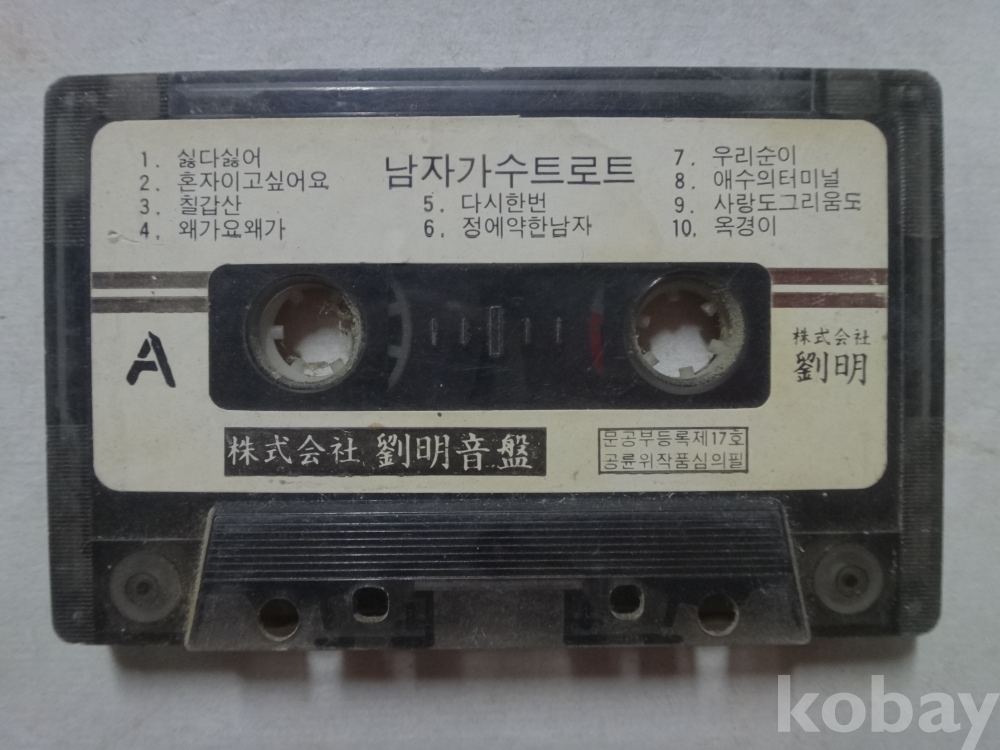 남자가수트로트
1. 싫다싫어
2. 혼자이고싶어요
3. 칠갑산
4. 왜가요왜가
5. 다시한번
6. 정에약한남자
7. 우리순이
8. 애수의터미널
9. 사랑도그리움도
10. 옥경이
A
株式会社
劉明
株式会社 劉明音盤
문공부등록제17호
공륜위작품심의필
kobay